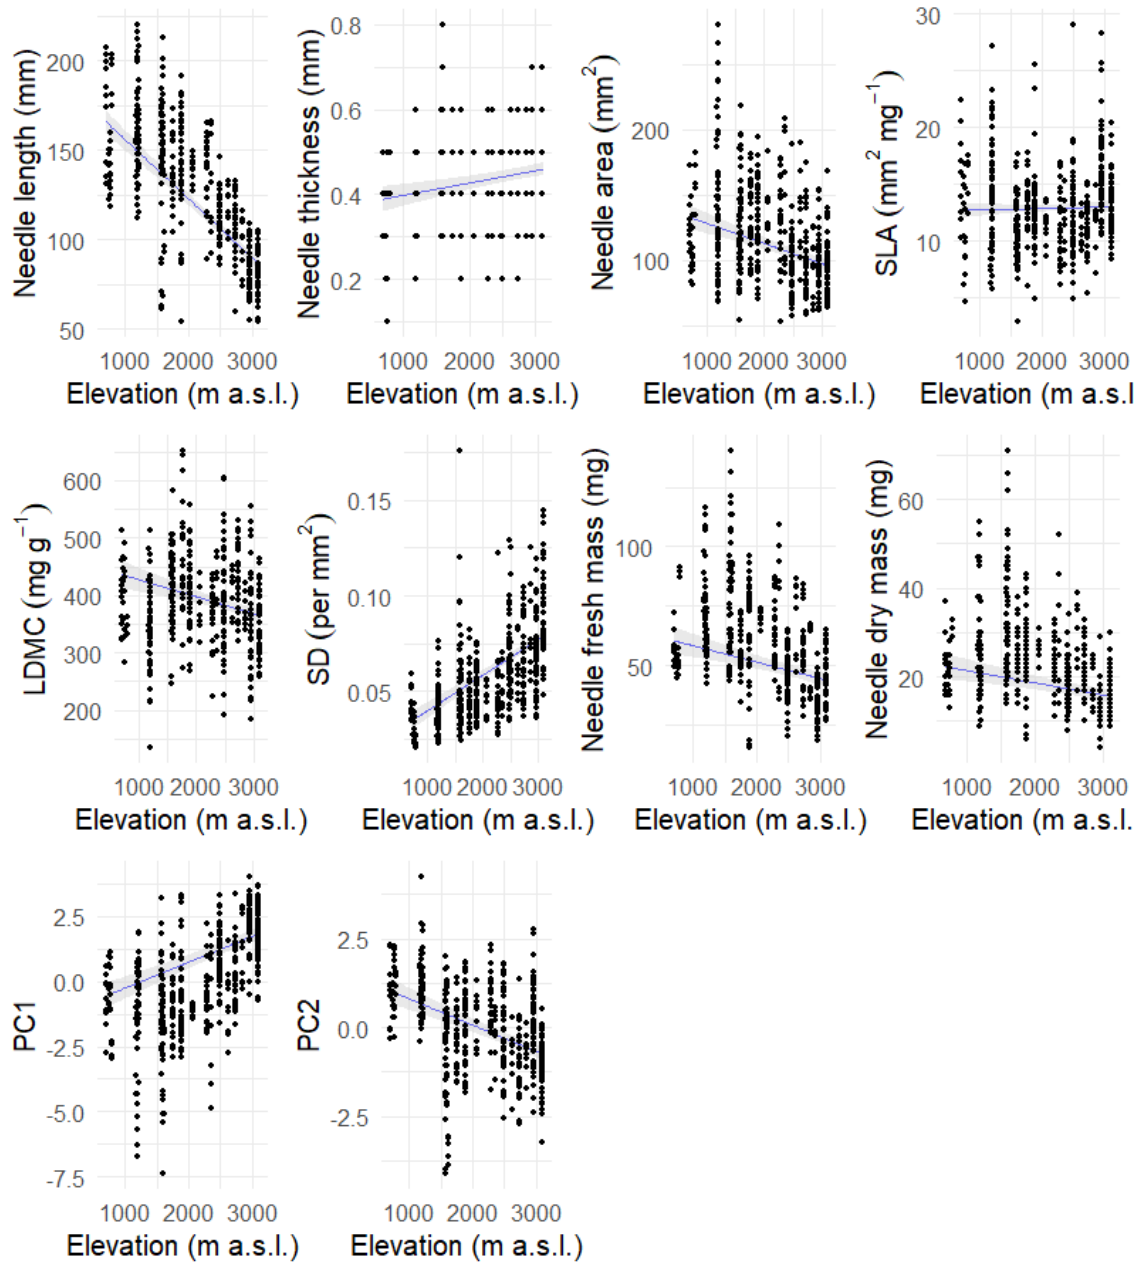 Needle length (mm)
200
150
100
50
1000 2000 3000
Elevation (m a.s.l.)
Needle thickness (mm)
0.8
0.6
0.4
0.2
1000 2000 3000
Elevation (m a.s.l.)
Needle area (mm²)
200
100
1000 2000 3000
Elevation (m a.s.l.)
SLA (mm² mg⁻¹)
30
20
10
1000 2000 3000
Elevation (m a.s.l
LDMC (mg g⁻¹)
600
500
400
300
200
1000 2000 3000
Elevation (m a.s.l.)
SD (per mm²)
0.15
0.10
0.05
1000 2000 3000
Elevation (m a.s.l.)
Needle fresh mass (mg)
100
50
1000 2000 3000
Elevation (m a.s.l.)
Needle dry mass (mg)
60
40
20
1000 2000 3000
Elevation (m a.s.l.
PC1
2.5
0.0
-2.5
-5.0
-7.5
1000 2000 3000
Elevation (m a.s.l.)
PC2
2.5
0.0
-2.5
1000 2000 3000
Elevation (m a.s.l.)